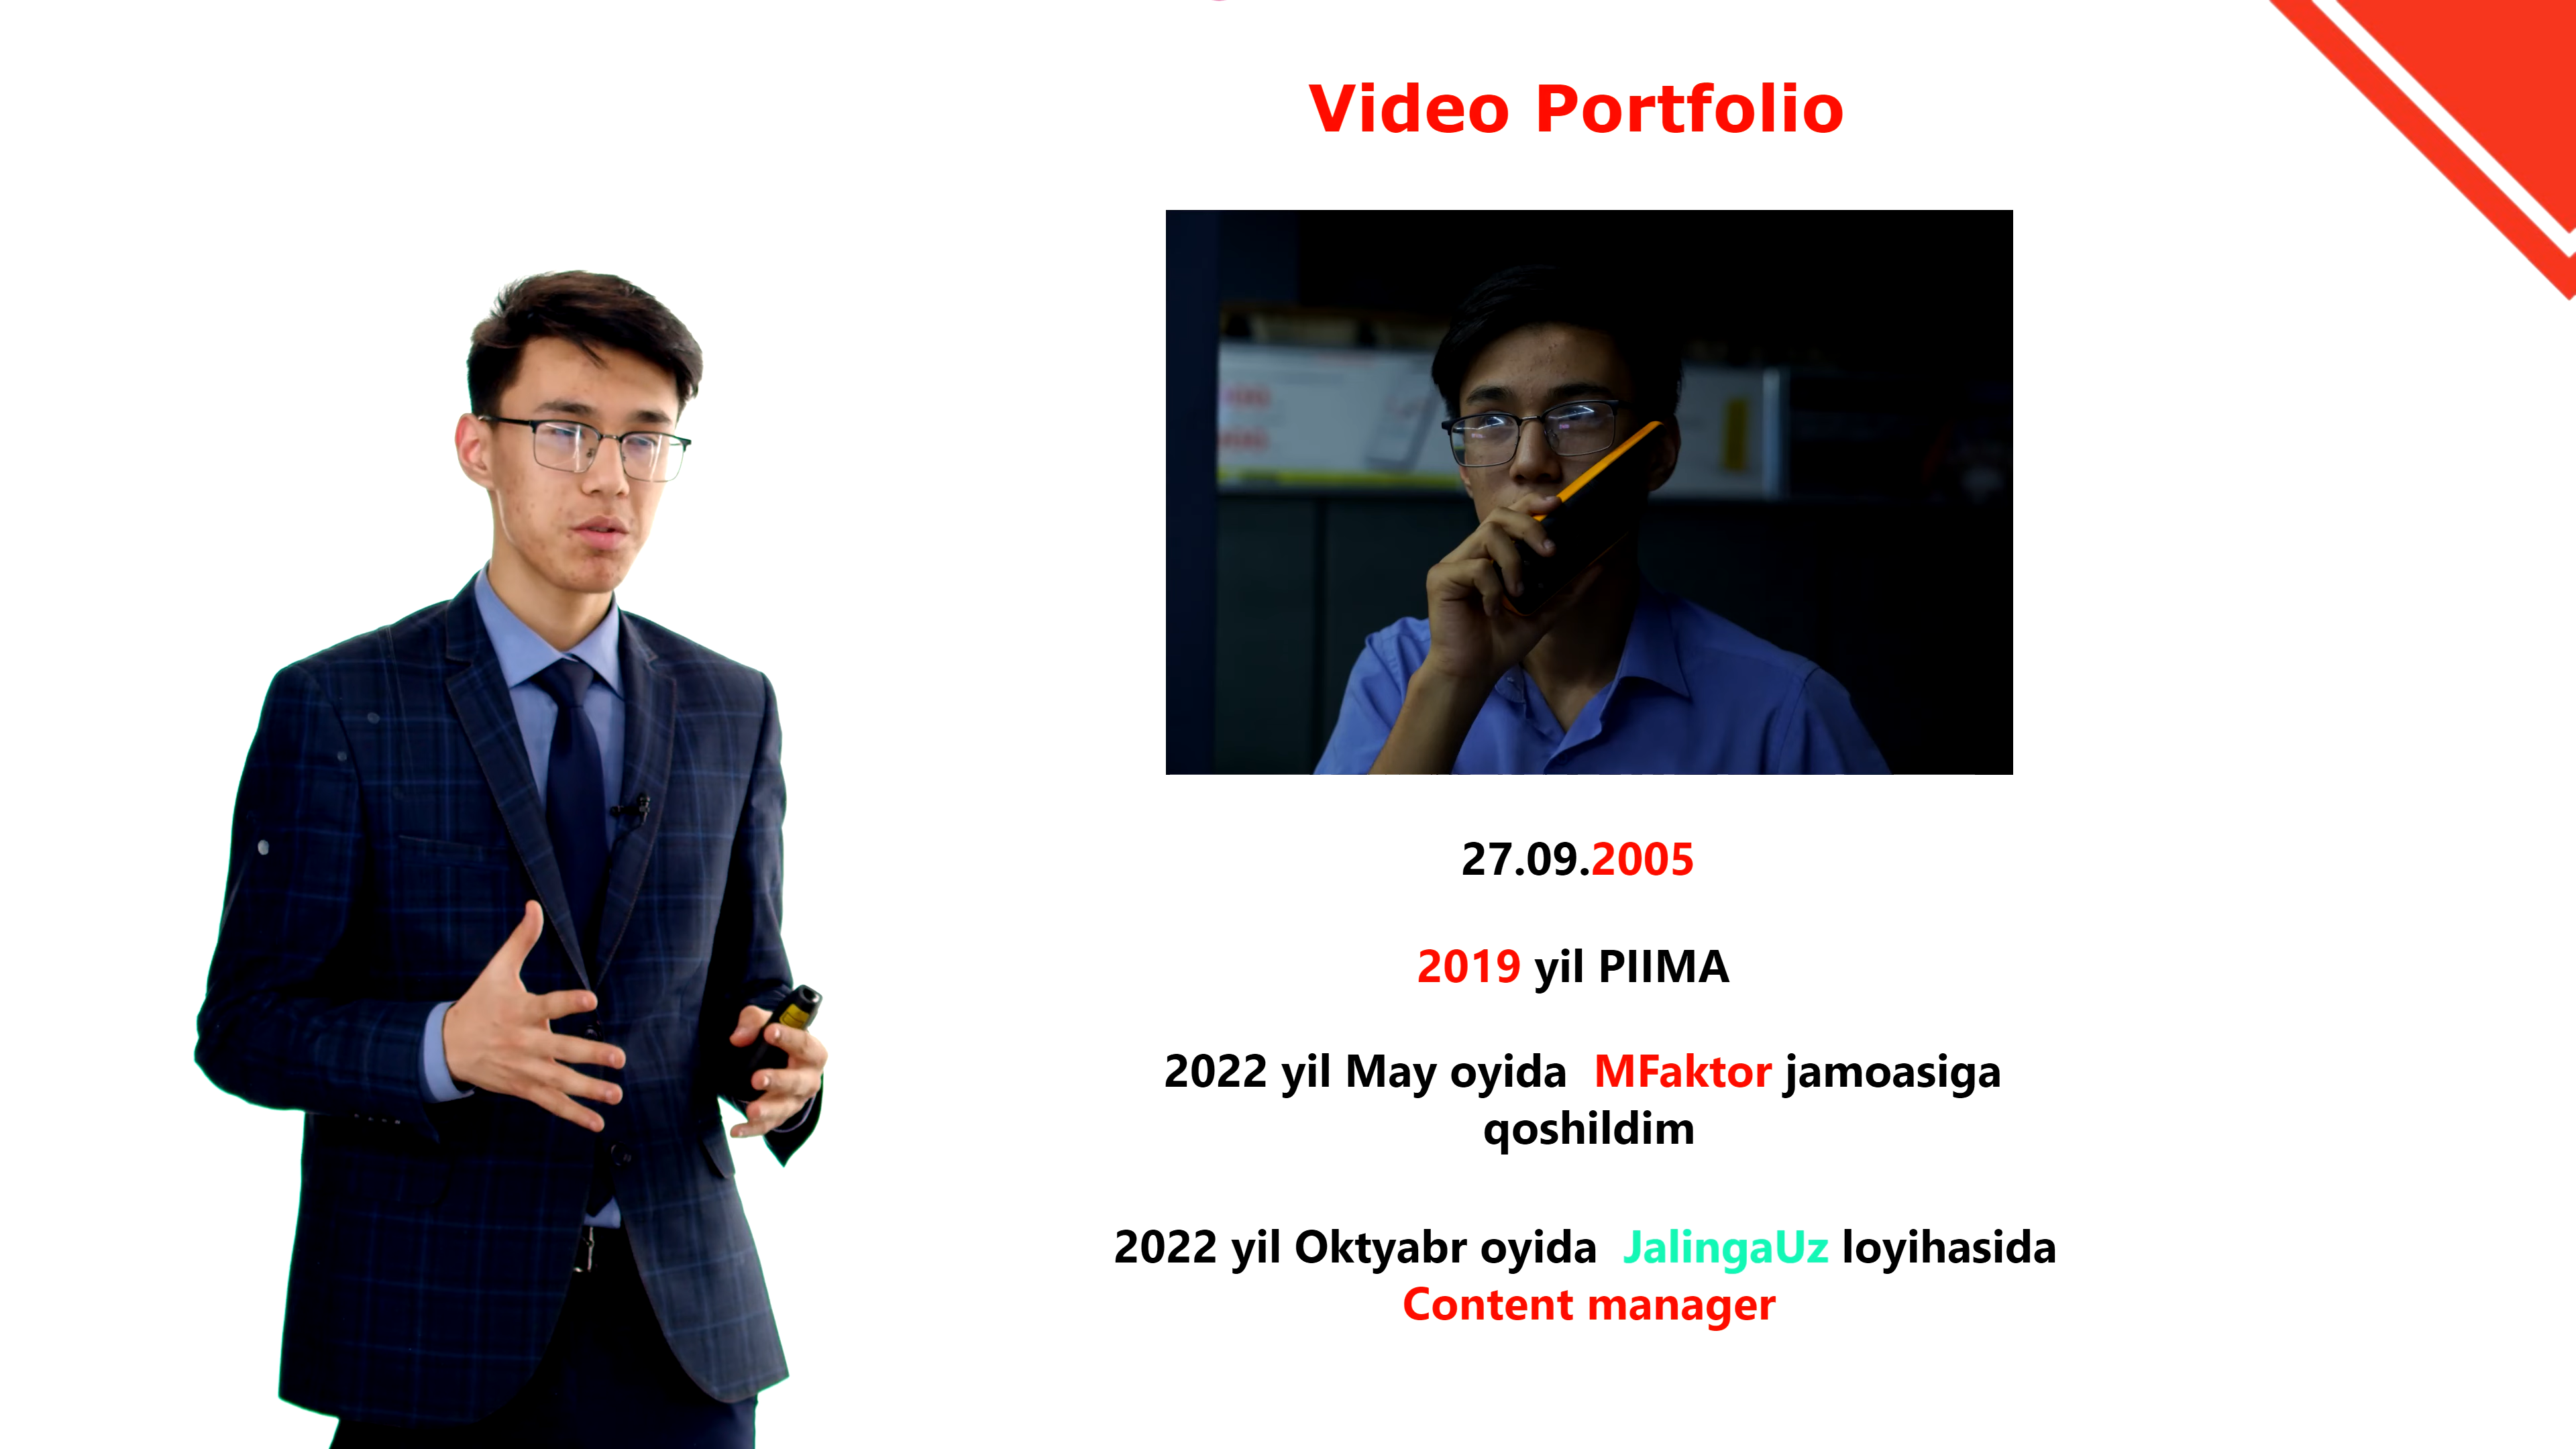 Video Portfolio
27.09.2005
2019 yil PIIMA
2022 yil May oyida MFaktor jamoasiga
qoshildim
2022 yil Oktyabr oyida JalingaUz loyihasida
Content manager